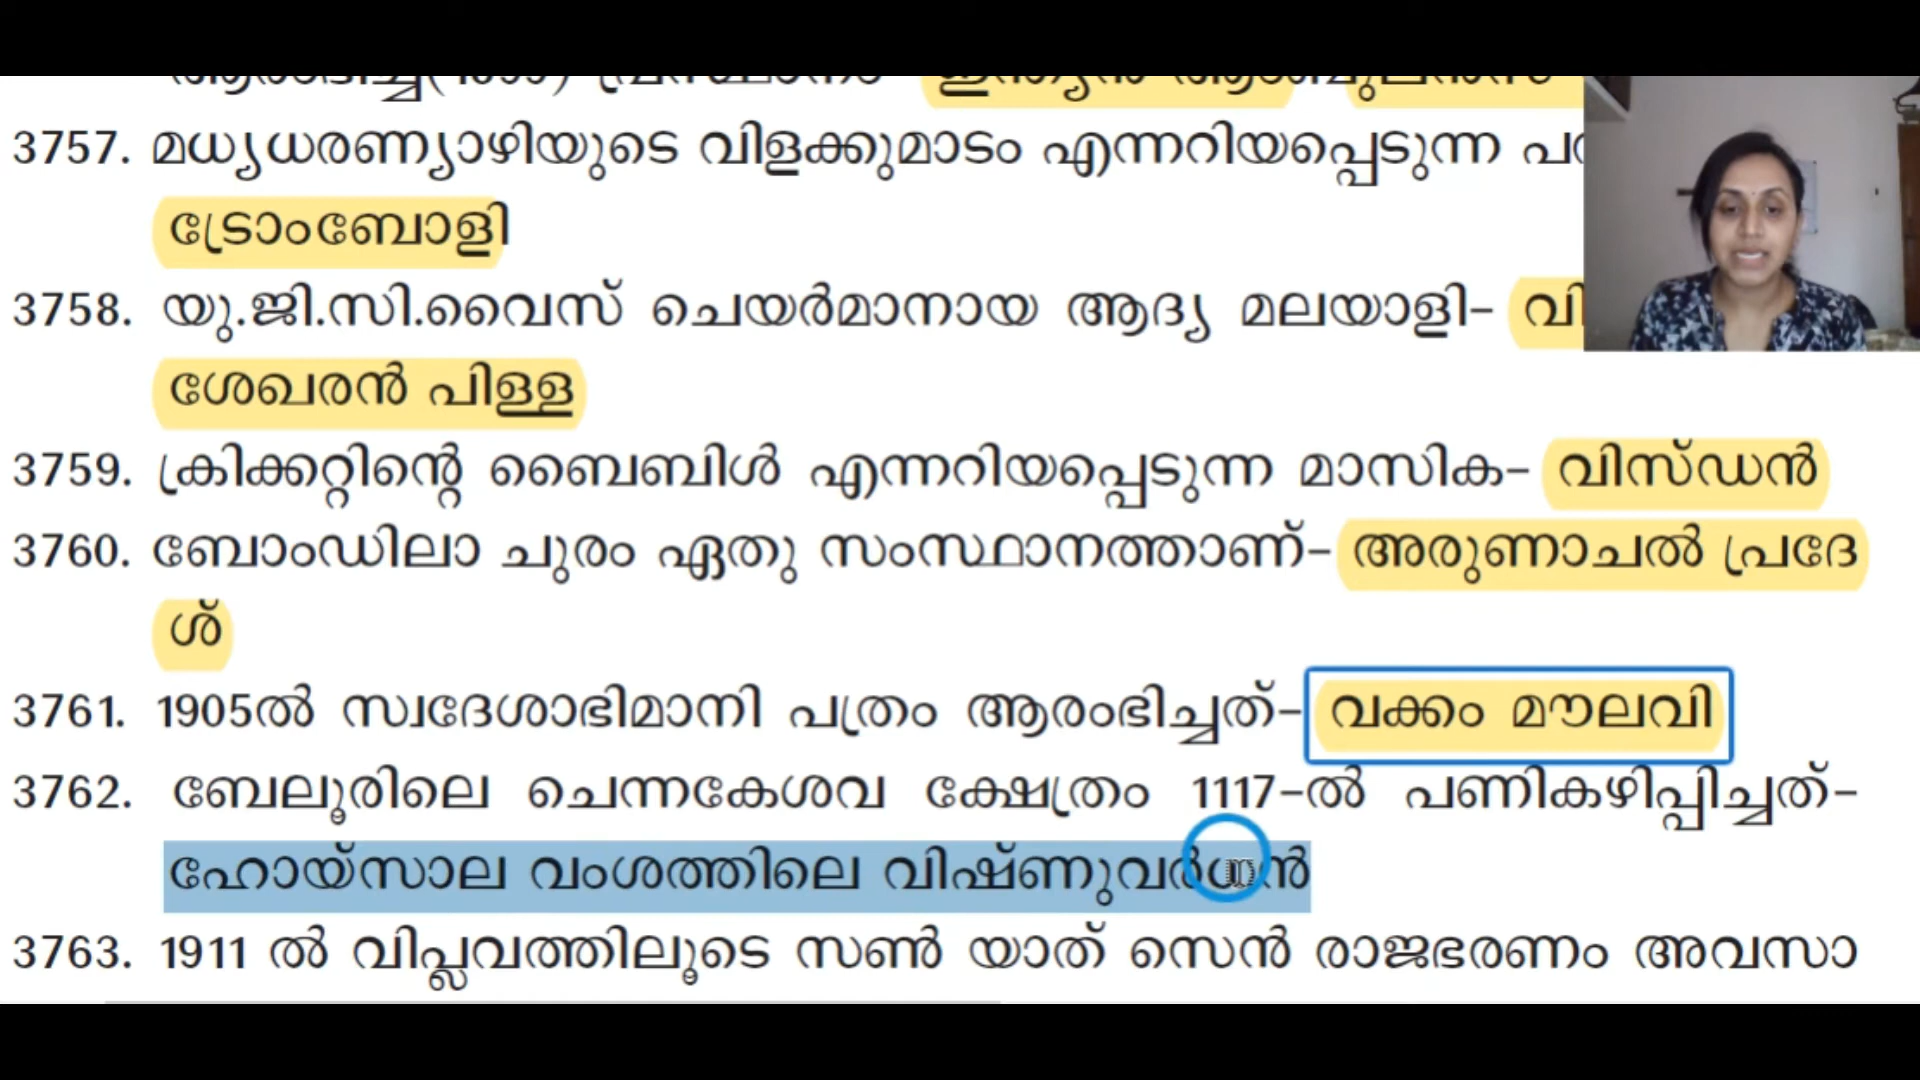 3757. മധ്യധരണ്യാഴിയുടെ വിളക്കുമാടം എന്നറിയപ്പെടുന്ന
ട്രോംബോളി
3758. യു.ജി.സി.വൈസ് ചെയർമാനായ ആദ്യ മലയാളി-
ശേഖരൻ പിള്ള
3759. ക്രിക്കറ്റിന്റെ ബൈബിൾ എന്നറിയപ്പെടുന്ന മാസിക- വിസ്ഡൻ
3760. ബോംഡിലാ ചുരം ഏതു സംസ്ഥാനത്താണ്- അരുണാചൽ പ്രദേ
ശ്
3761. 1905ൽ സ്വദേശാഭിമാനി പത്രം ആരംഭിച്ചത്- വക്കം മൗലവി
3762. ബേലൂരിലെ ചെന്നകേശവ ക്ഷേത്രം 1117-ൽ പണികഴിപ്പിച്ചത്-
ഹോയ്സാല വംശത്തിലെ വിഷ്ണുവർധൻ
3763. 1911 ൽ വിപ്ലവത്തിലൂടെ സൺ യാത് സെൻ രാജഭരണം അവസാ